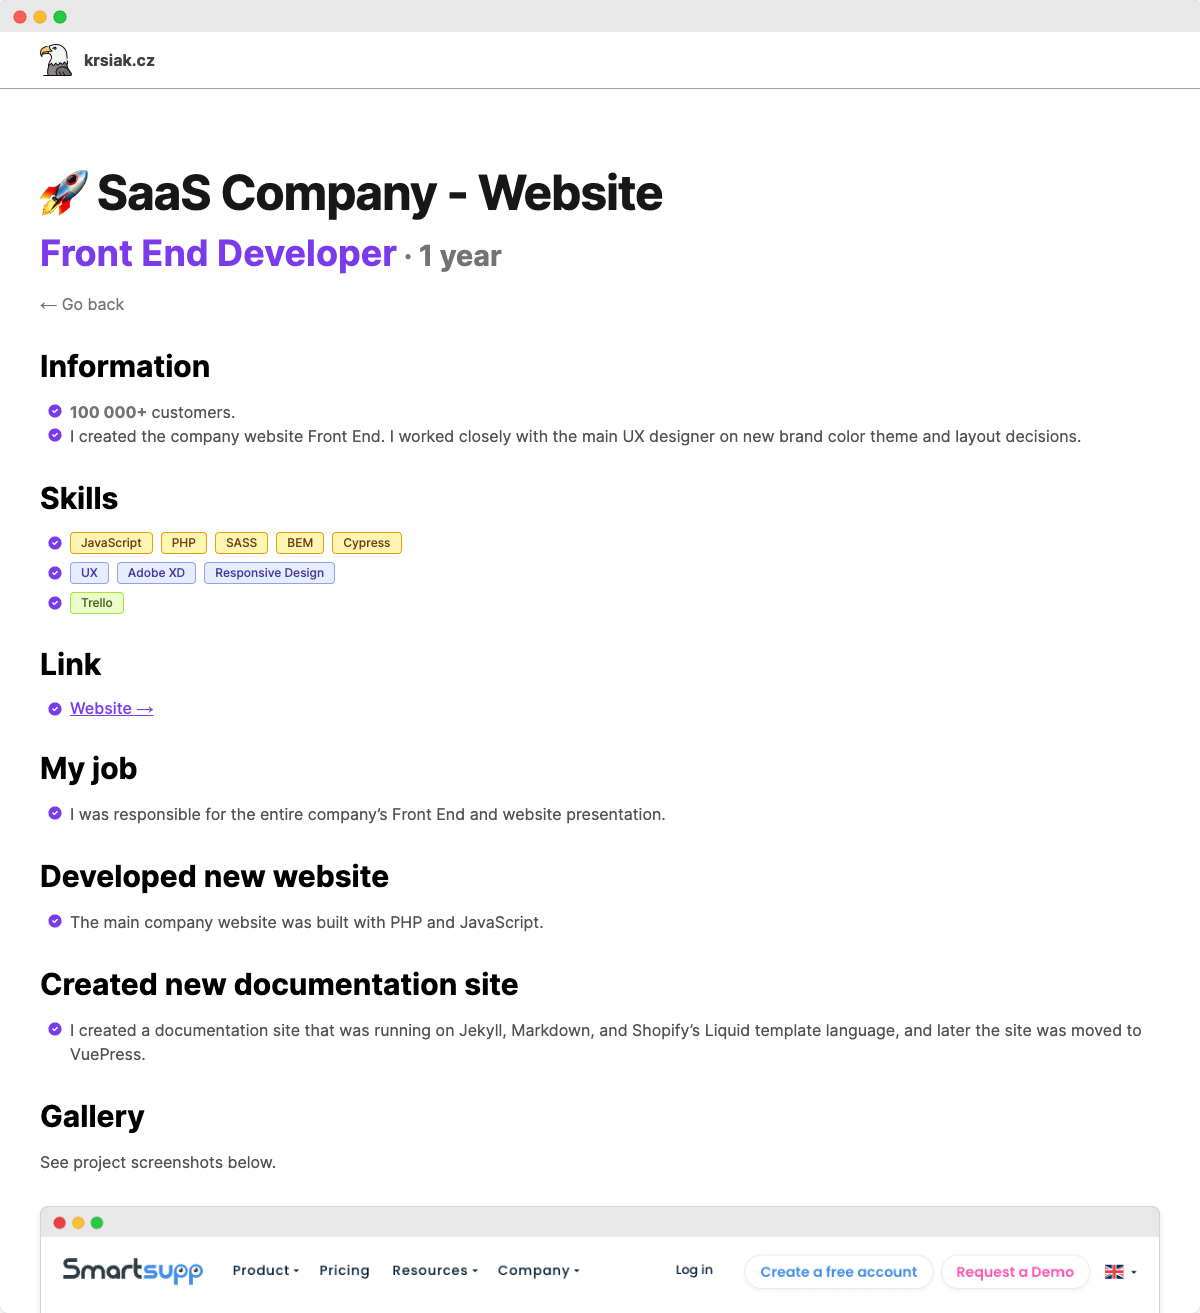 krsiak.cz
🚀 SaaS Company - Website
Front End Developer · 1 year
← Go back
Information
100 000+ customers.
I created the company website Front End. I worked closely with the main UX designer on new brand color theme and layout decisions.
Skills
JavaScript PHP SASS BEM Cypress
UX Adobe XD Responsive Design
Trello
Link
Website →
My job
I was responsible for the entire company’s Front End and website presentation.
Developed new website
The main company website was built with PHP and JavaScript.
Created new documentation site
I created a documentation site that was running on Jekyll, Markdown, and Shopify’s Liquid template language, and later the site was moved to
VuePress.
Gallery
See project screenshots below.
Smartsupp Product Pricing Resources Company Log in Create a free account Request a Demo